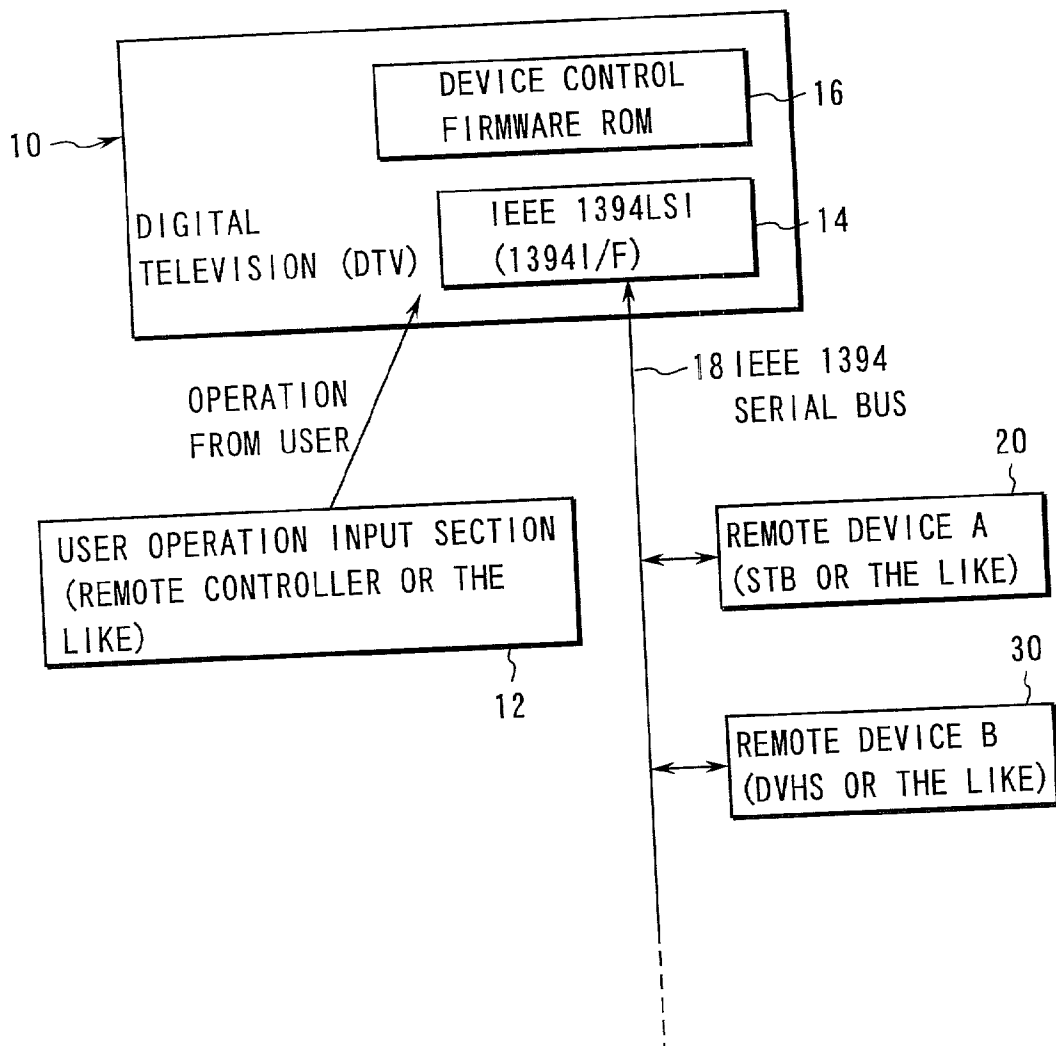 DEVICE CONTROL
FIRMWARE ROM
16
10
IEEE 1394LSI
(1394I/F)
14
DIGITAL
TELEVISION (DTV)
18 IEEE 1394
SERIAL BUS
OPERATION
FROM USER
20
USER OPERATION INPUT SECTION
(REMOTE CONTROLLER OR THE
LIKE)
12
REMOTE DEVICE A
(STB OR THE LIKE)
30
REMOTE DEVICE B
(DVHS OR THE LIKE)